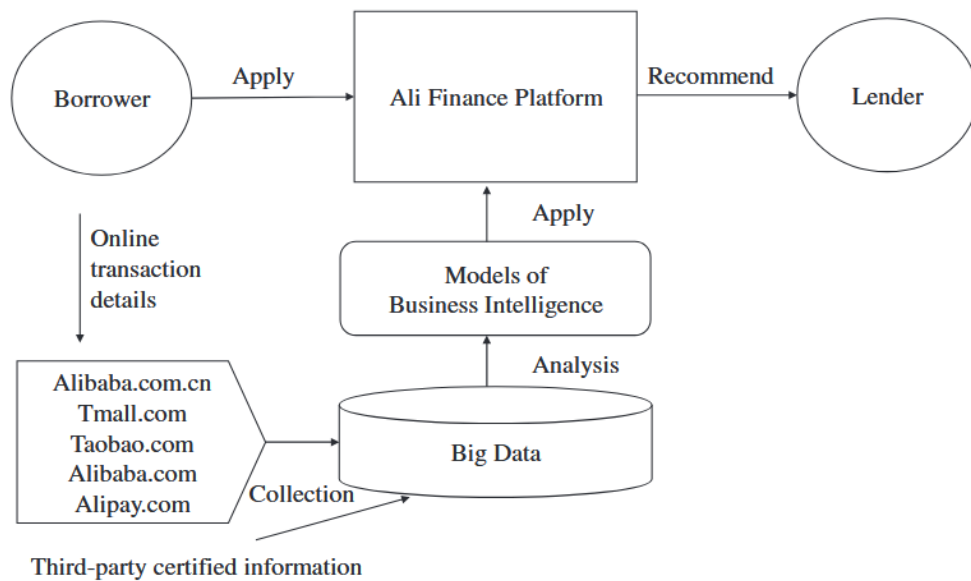 Borrower
Apply
Ali Finance Platform
Recommend
Lender
Online
transaction
details
Apply
Models of
Business Intelligence
Analysis
Alibaba.com.cn
Tmall.com
Taobao.com
Alibaba.com
Alipay.com
Collection
Big Data
Third-party certified information